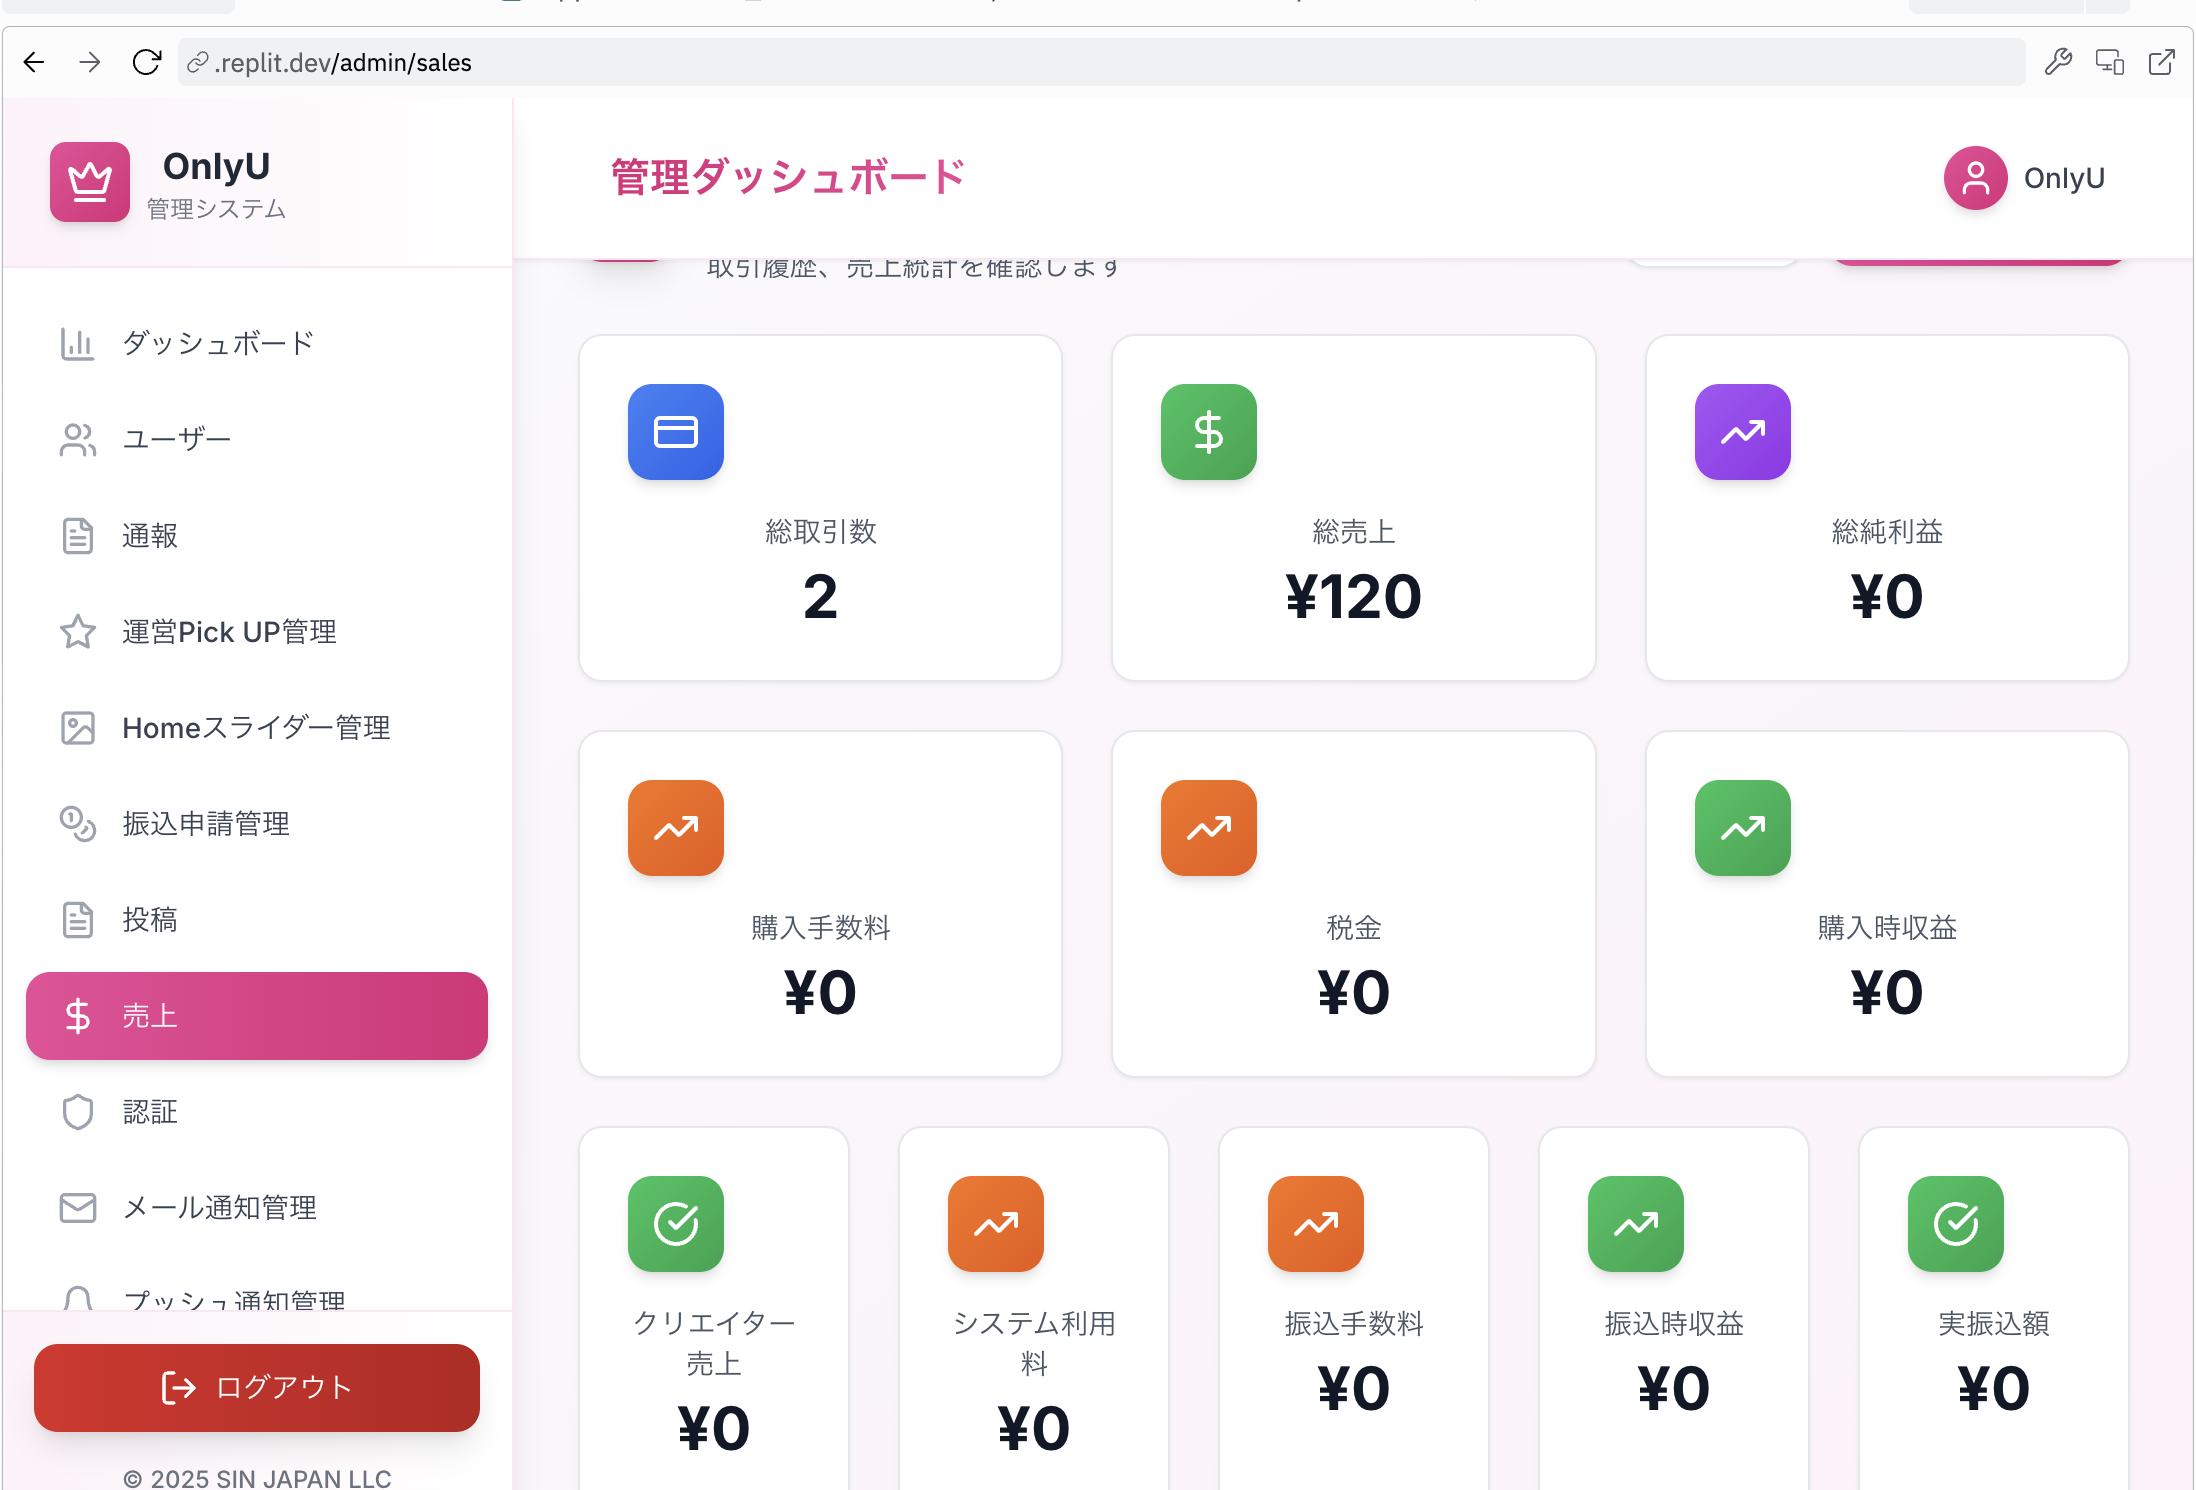 .replit.dev/admin/sales
OnlyU
管理システム
管理ダッシュボード
OnlyU
取引履歴、売上統計を確認します
ダッシュボード
ユーザー
通報
運営Pick UP管理
Homeスライダー管理
振込申請管理
投稿
売上
認証
メール通知管理
プッシュ通知管理
ログアウト
© 2025 SIN JAPAN LLC
総取引数
2
総売上
¥120
総純利益
¥0
購入手数料
¥0
税金
¥0
購入時収益
¥0
クリエイター
売上
¥0
システム利用
料
¥0
振込手数料
¥0
振込時収益
¥0
実振込額
¥0